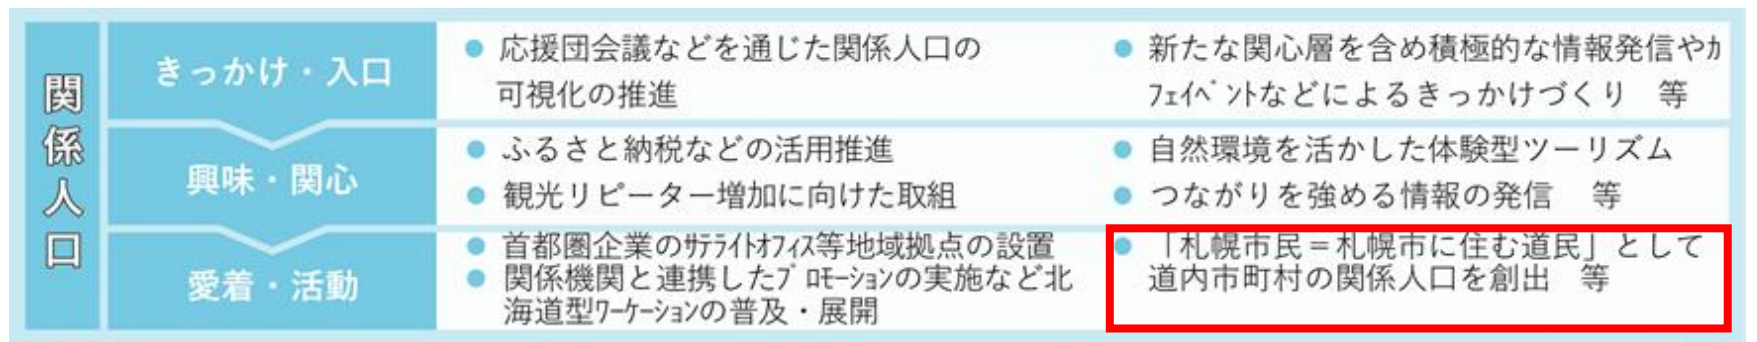 関係人口
きっかけ・入口
● 応援団会議などを通じた関係人口の
可視化の推進
● 新たな関心層を含め積極的な情報発信やｶ
ﾌｪｲﾍﾞﾝﾄなどによるきっかけづくり　等
興味・関心
● ふるさと納税などの活用推進
● 観光リピーター増加に向けた取組
● 自然環境を活かした体験型ツーリズム
● つながりを強める情報の発信　等
愛着・活動
● 首都圏企業のｻﾃﾗｲﾄｵﾌｨｽ等地域拠点の設置
● 関係機関と連携したﾌﾟﾛﾓｰｼｮﾝの実施など北
海道型ﾜｰｹｰｼｮﾝの普及・展開
● 「札幌市民＝札幌市に住む道民」として
道内市町村の関係人口を創出　等